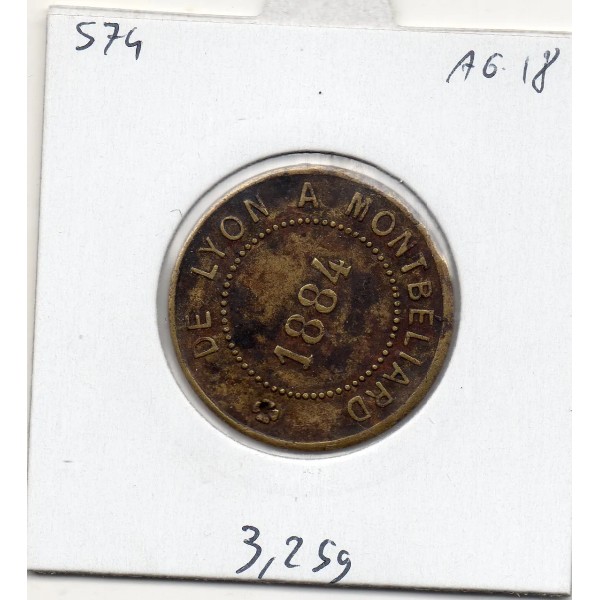 574
AG. 18
DE LYON A MONTBELIARD
1884
3,25g